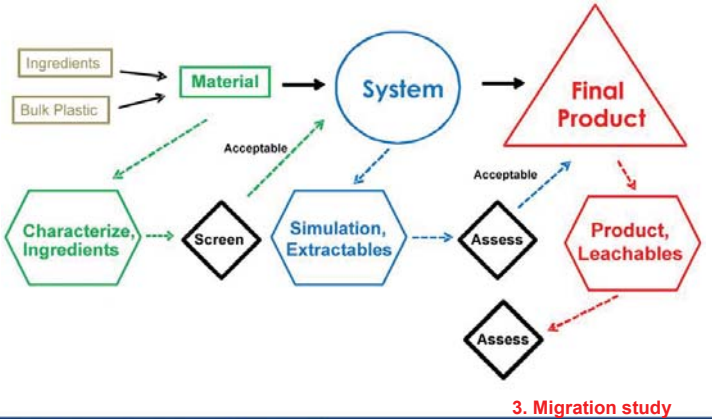 Ingredients
Bulk Plastic
Material
System
Final
Product
Acceptable
Acceptable
Characterize,
Ingredients
Screen
Simulation,
Extractables
Assess
Product,
Leachables
Assess
3. Migration study